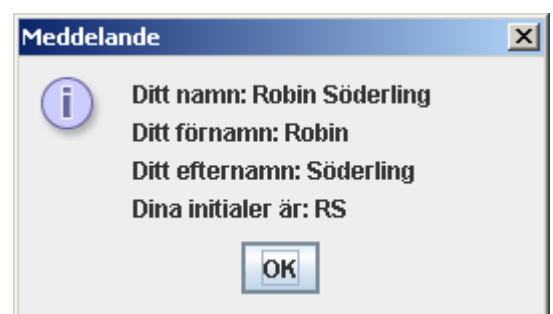 Meddelande
Ditt namn: Robin Söderling
Ditt förnamn: Robin
Ditt efternamn: Söderling
Dina initialer är: RS
OK